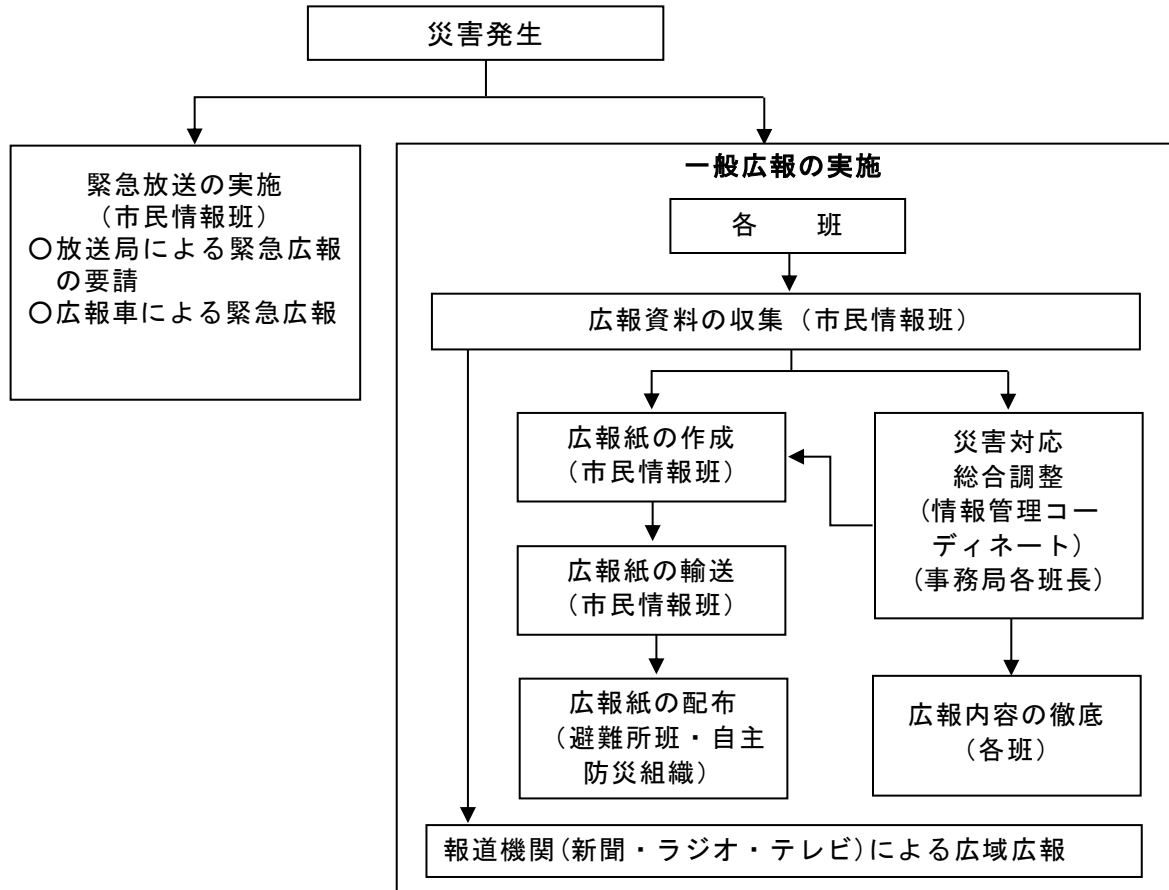 災害発生
緊急放送の実施
(市民情報班)
〇放送局による緊急広報
の要請
〇広報車による緊急広報
一般広報の実施
各　　班
広報資料の収集（市民情報班）
広報紙の作成
（市民情報班）
災害対応
総合調整
(情報管理コー
ディネート)
(事務局各班長)
広報紙の輸送
（市民情報班）
広報紙の配布
（避難所班・自主
防災組織）
広報内容の徹底
（各班）
報道機関(新聞・ラジオ・テレビ)による広域広報